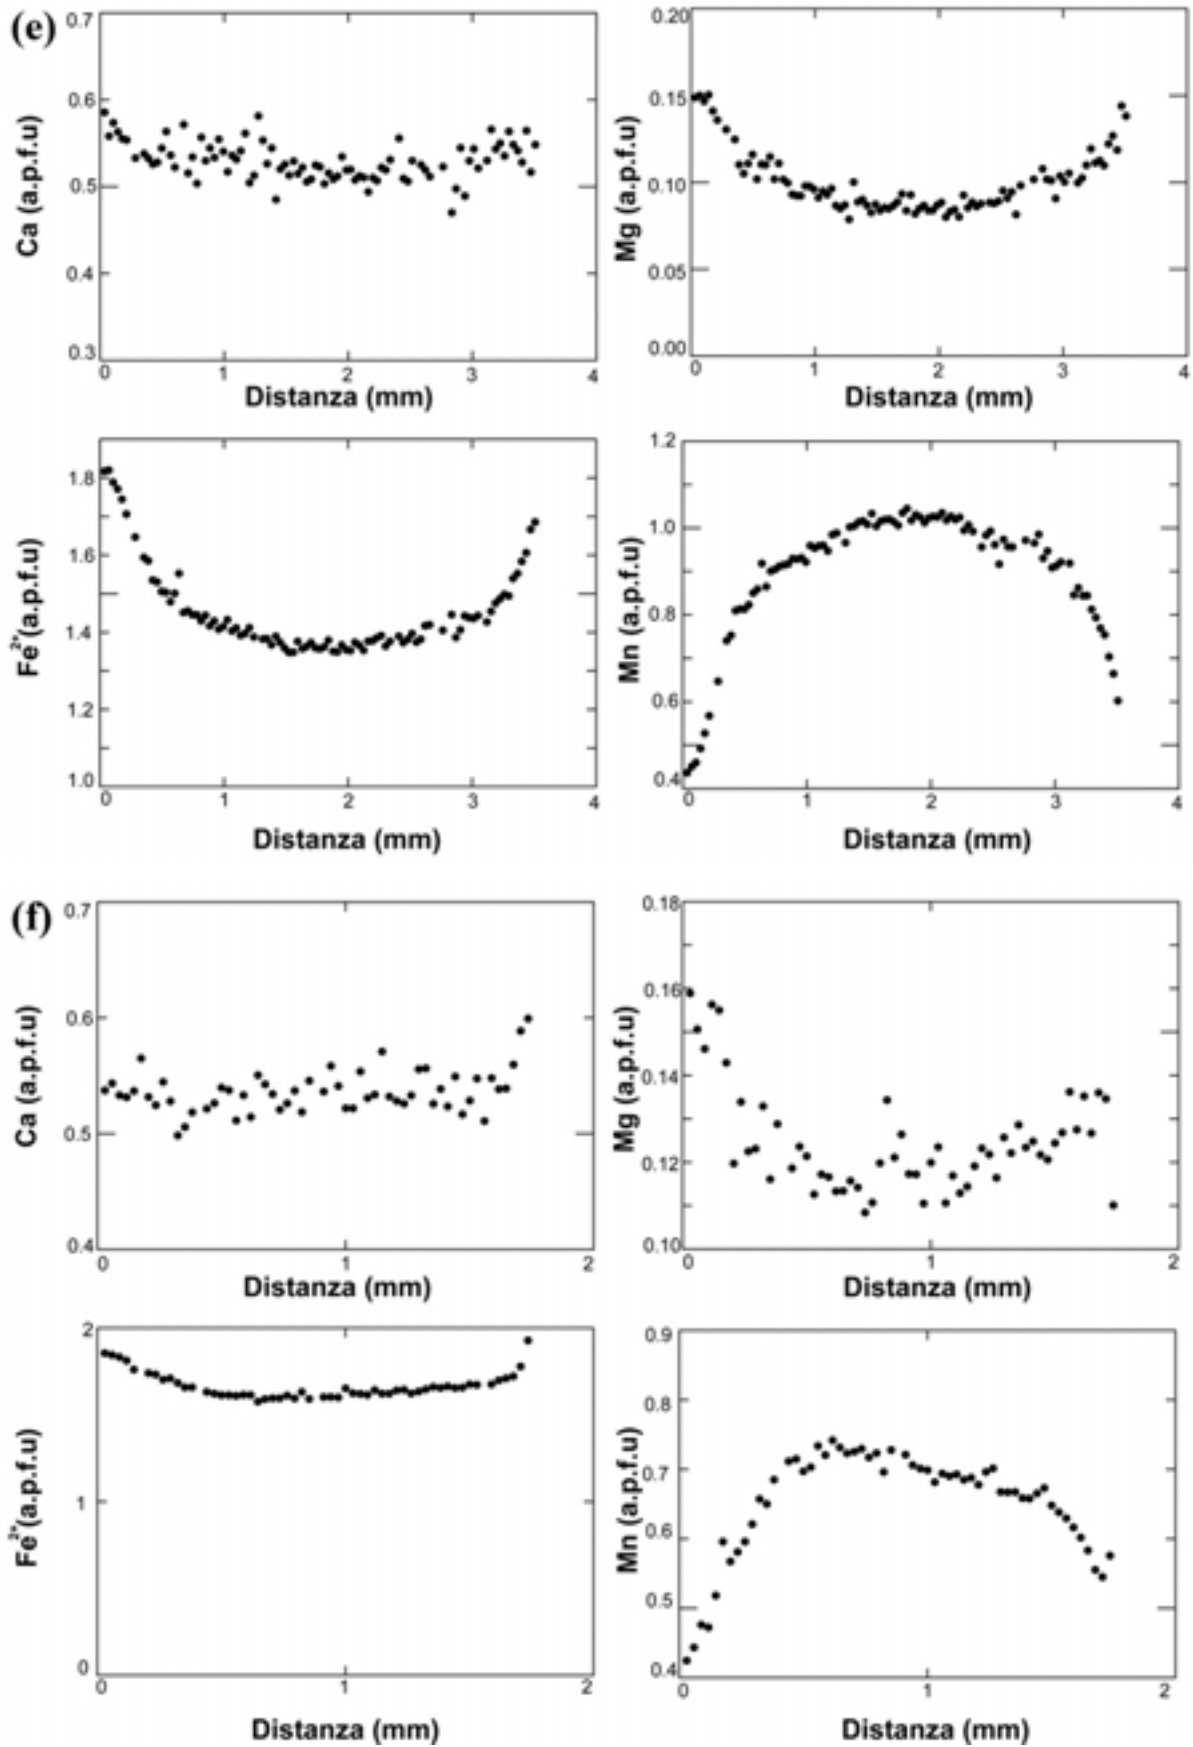 (e)
0.7
0.6
0.5
0.4
0.3
Ca (a.p.f.u)
0 1 2 3 4
Distanza (mm)
0.20
0.15
0.10
0.05
0.00
Mg (a.p.f.u)
0 1 2 3 4
Distanza (mm)
1.8
1.6
1.4
1.2
1.0
Fe²⁺(a.p.f.u)
0 1 2 3 4
Distanza (mm)
1.2
1.0
0.8
0.6
0.4
Mn (a.p.f.u)
0 1 2 3 4
Distanza (mm)
(f)
0.7
0.6
0.5
0.4
Ca (a.p.f.u)
0 1 2
Distanza (mm)
0.18
0.16
0.14
0.12
0.10
Mg (a.p.f.u)
0 1 2
Distanza (mm)
2
1
0
Fe²⁺(a.p.f.u)
0 1 2
Distanza (mm)
0.9
0.8
0.7
0.6
0.5
0.4
Mn (a.p.f.u)
0 1 2
Distanza (mm)